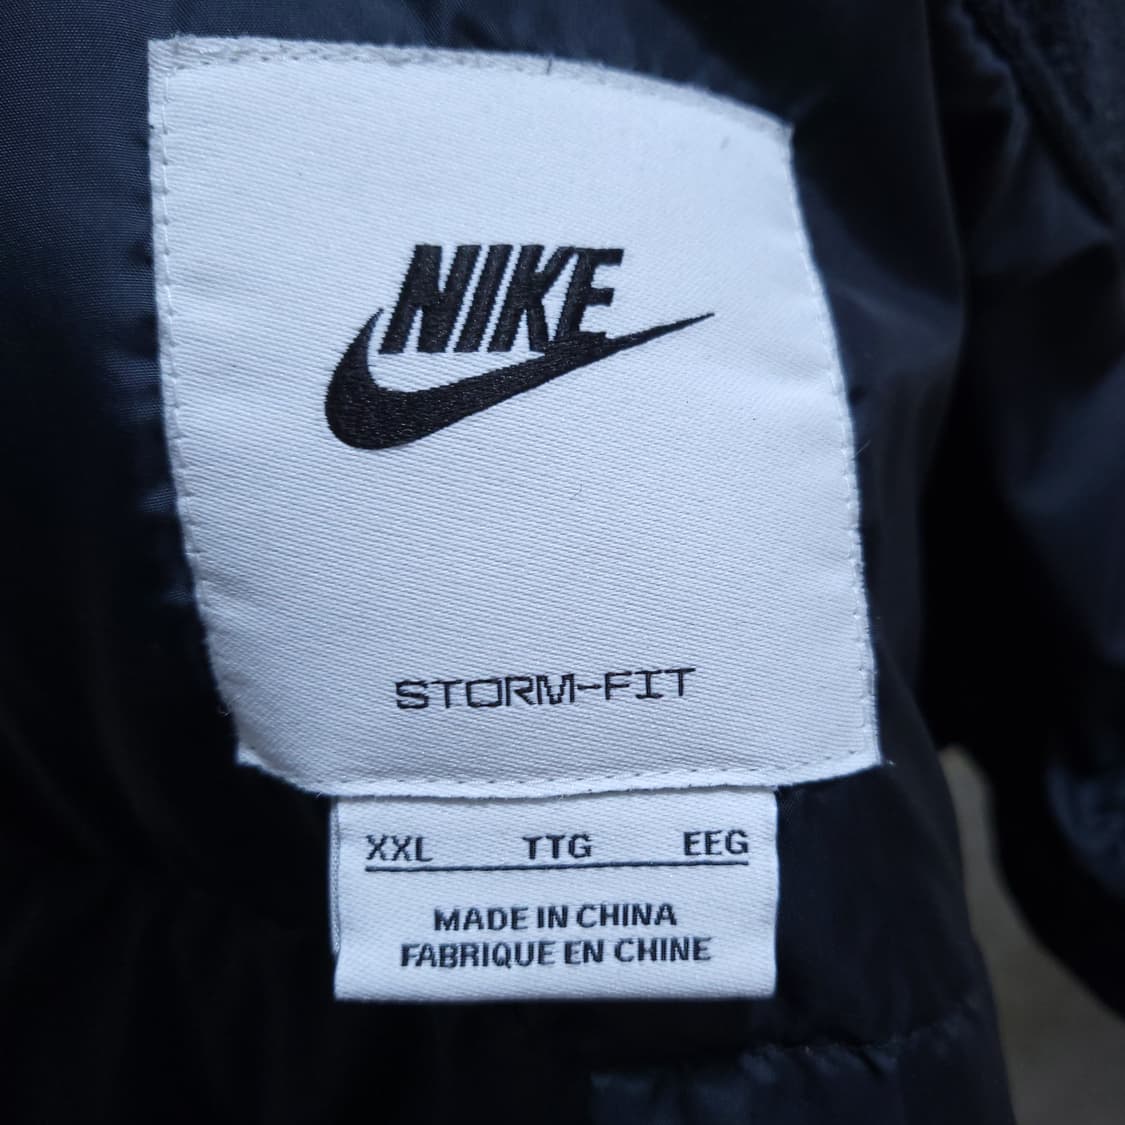 NIKE
STORM-FIT
XXL TTG EEG
MADE IN CHINA
FABRIQUE EN CHINE